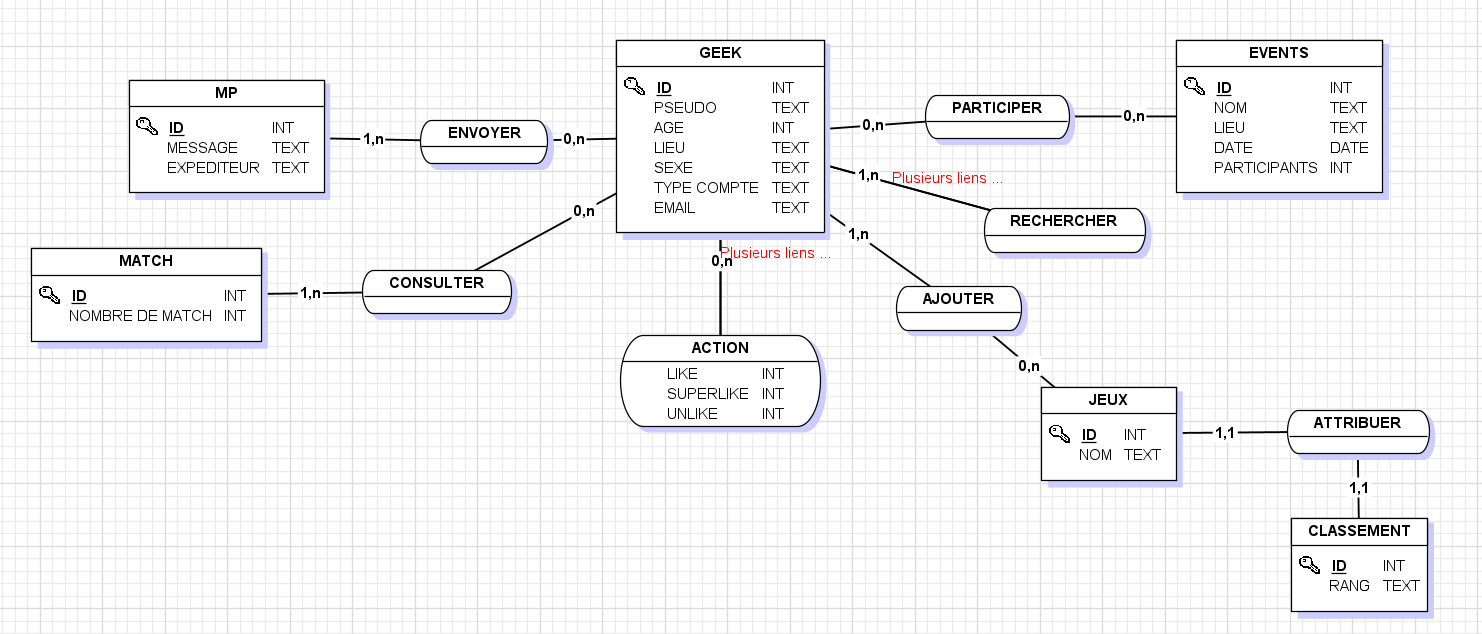 MP
ID INT
MESSAGE TEXT
EXPEDITEUR TEXT
1,n
ENVOYER
0,n
GEEK
ID INT
PSEUDO TEXT
AGE INT
LIEU TEXT
SEXE TEXT
TYPE COMPTE TEXT
EMAIL TEXT
0,n
PARTICIPER
0,n
EVENTS
ID INT
NOM TEXT
LIEU TEXT
DATE DATE
PARTICIPANTS INT
1,n
Plusieurs liens ...
RECHERCHER
MATCH
ID INT
NOMBRE DE MATCH INT
1,n
CONSULTER
0,n
Plusieurs liens ...
0,n
ACTION
LIKE INT
SUPERLIKE INT
UNLIKE INT
1,n
AJOUTER
0,n
JEUX
ID INT
NOM TEXT
1,1
ATTRIBUER
1,1
CLASSEMENT
ID INT
RANG TEXT